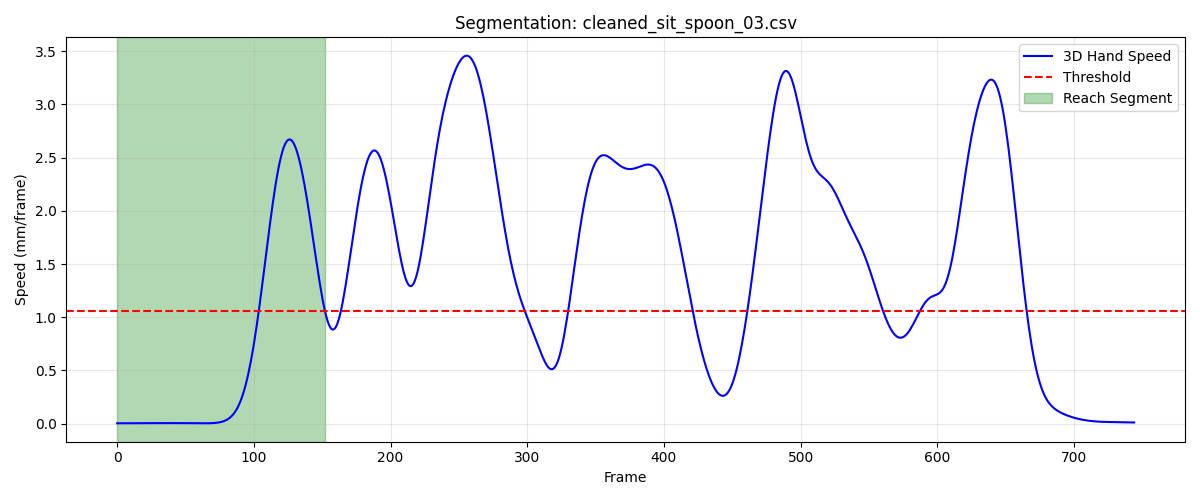 Segmentation: cleaned_sit_spoon_03.csv
3D Hand Speed
Threshold
Reach Segment
Speed (mm/frame)
3.5
3.0
2.5
2.0
1.5
1.0
0.5
0.0
0 100 200 300 400 500 600 700
Frame